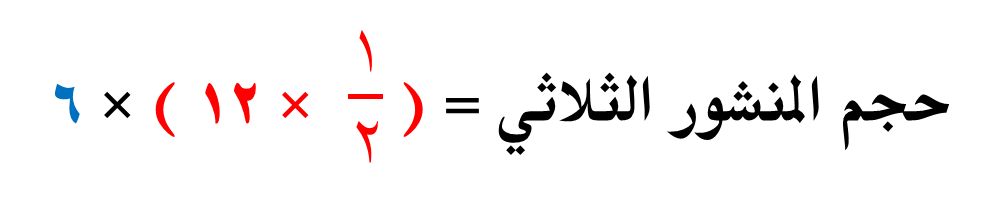 حجم المنشور الثلاثي = ( ١/٢ × ١٢ ) × ٦